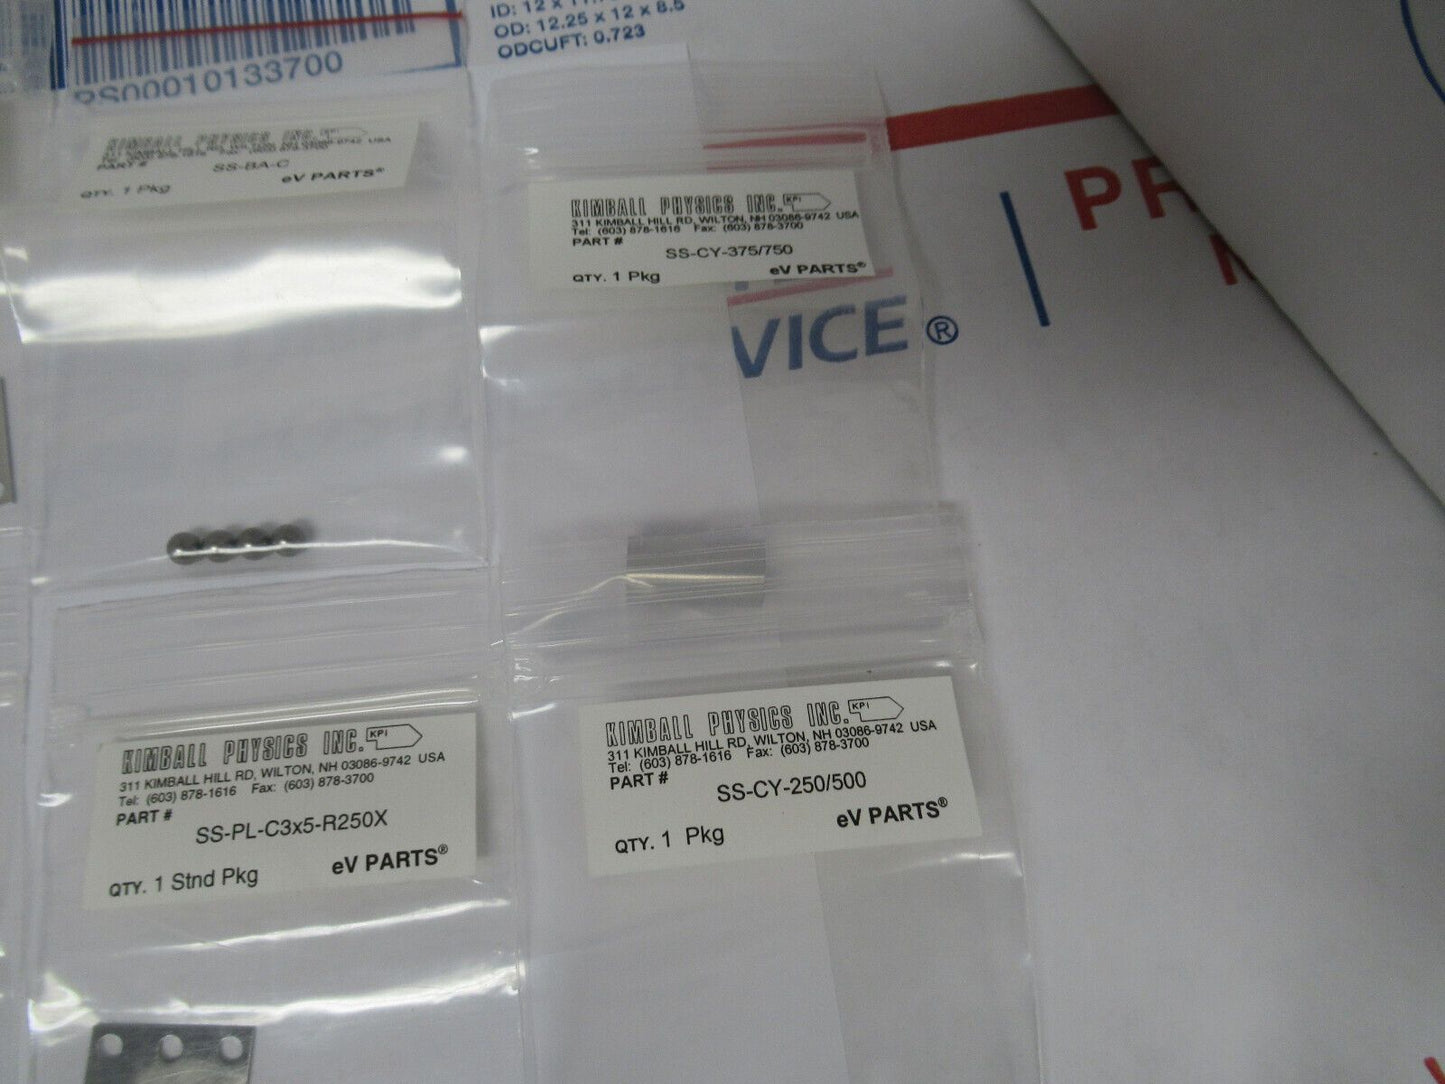 ID: 12 x
OD: 12.25 x 12 x 8.5
ODCUFT: 0.723
PS00010133700
KIMBALL PHYSICS INC.
PART #
SS-BA-C
QTY. 1 Pkg
eV PARTS®
KIMBALL PHYSICS INC. KPI
311 KIMBALL HILL RD, WILTON, NH 03086-9742 USA
Tel: (603) 878-1616 Fax: (603) 878-3700
PART #
SS-CY-375/750
QTY. 1 Pkg
eV PARTS®
VICE®
PR
KIMBALL PHYSICS INC. KPI
311 KIMBALL HILL RD, WILTON, NH 03086-9742 USA
Tel: (603) 878-1616 Fax: (603) 878-3700
PART #
SS-PL-C3x5-R250X
QTY. 1 Stnd Pkg
eV PARTS®
KIMBALL PHYSICS INC. KPI
311 KIMBALL HILL RD, WILTON, NH 03086-9742 USA
Tel: (603) 878-1616 Fax: (603) 878-3700
PART #
SS-CY-250/500
QTY. 1 Pkg
eV PARTS®